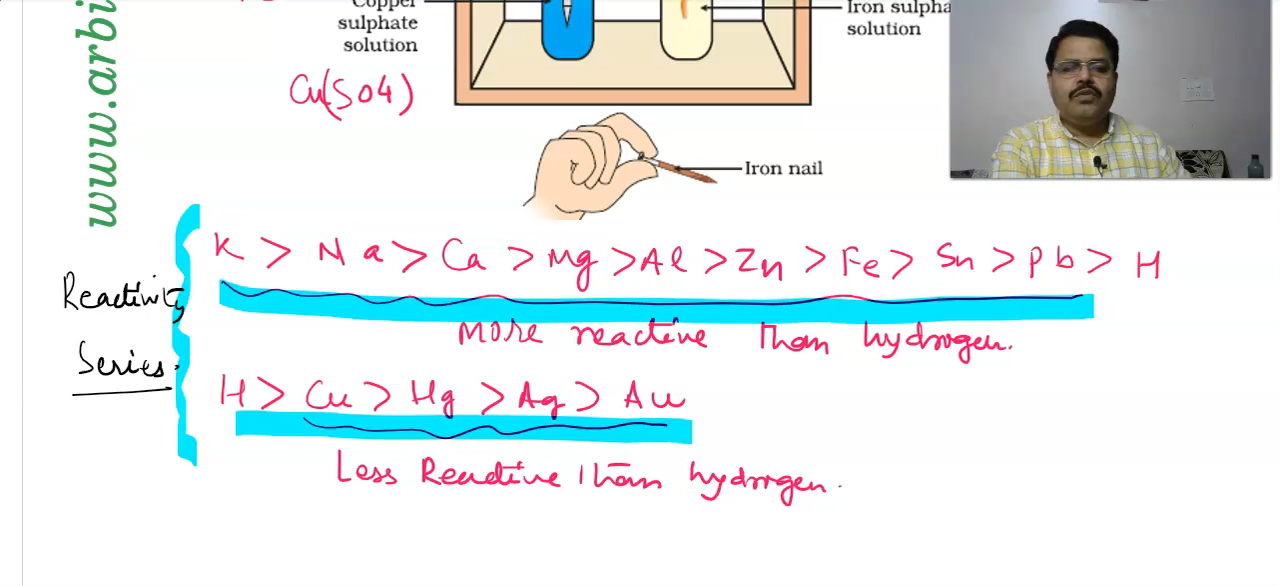 www.arbi
Copper
sulphate
solution
Iron sulpha
solution
Cu(SO4)
Iron nail
K > Na > Ca > Mg > Al > Zn > Fe > Sn > Pb > H
Reactivity
Series.
more reactive than hydrogen.
H > Cu > Hg > Ag > Au
Less Reactive than hydrogen.